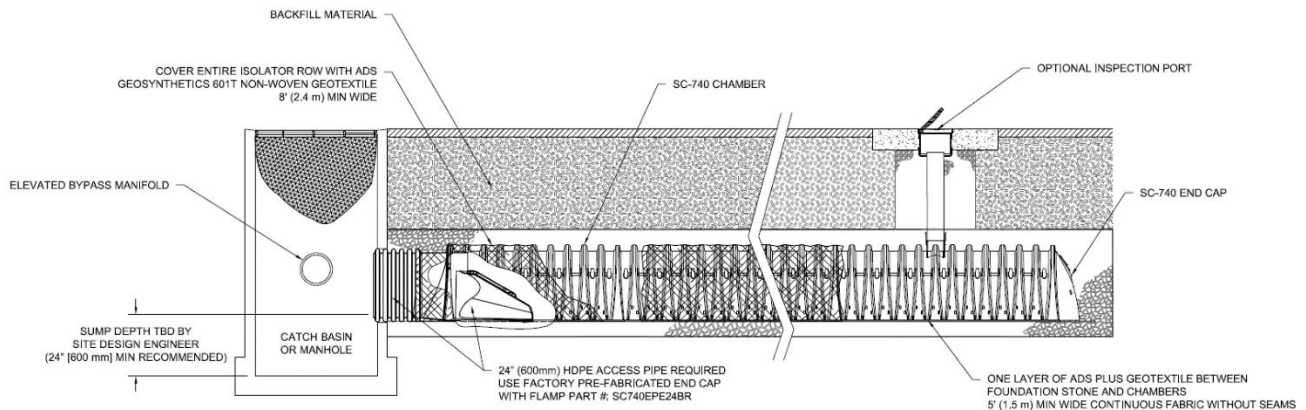 BACKFILL MATERIAL
COVER ENTIRE ISOLATOR ROW WITH ADS
GEOSYNTHETICS 601T NON-WOVEN GEOTEXTILE
8' (2.4 m) MIN WIDE
SC-740 CHAMBER
OPTIONAL INSPECTION PORT
ELEVATED BYPASS MANIFOLD
SC-740 END CAP
SUMP DEPTH TBD BY
SITE DESIGN ENGINEER
(24" [600 mm] MIN RECOMMENDED)
CATCH BASIN
OR MANHOLE
24" (600mm) HDPE ACCESS PIPE REQUIRED
USE FACTORY PRE-FABRICATED END CAP
WITH FLAMP PART #: SC740EPE24BR
ONE LAYER OF ADS PLUS GEOTEXTILE BETWEEN
FOUNDATION STONE AND CHAMBERS
5' (1.5 m) MIN WIDE CONTINUOUS FABRIC WITHOUT SEAMS